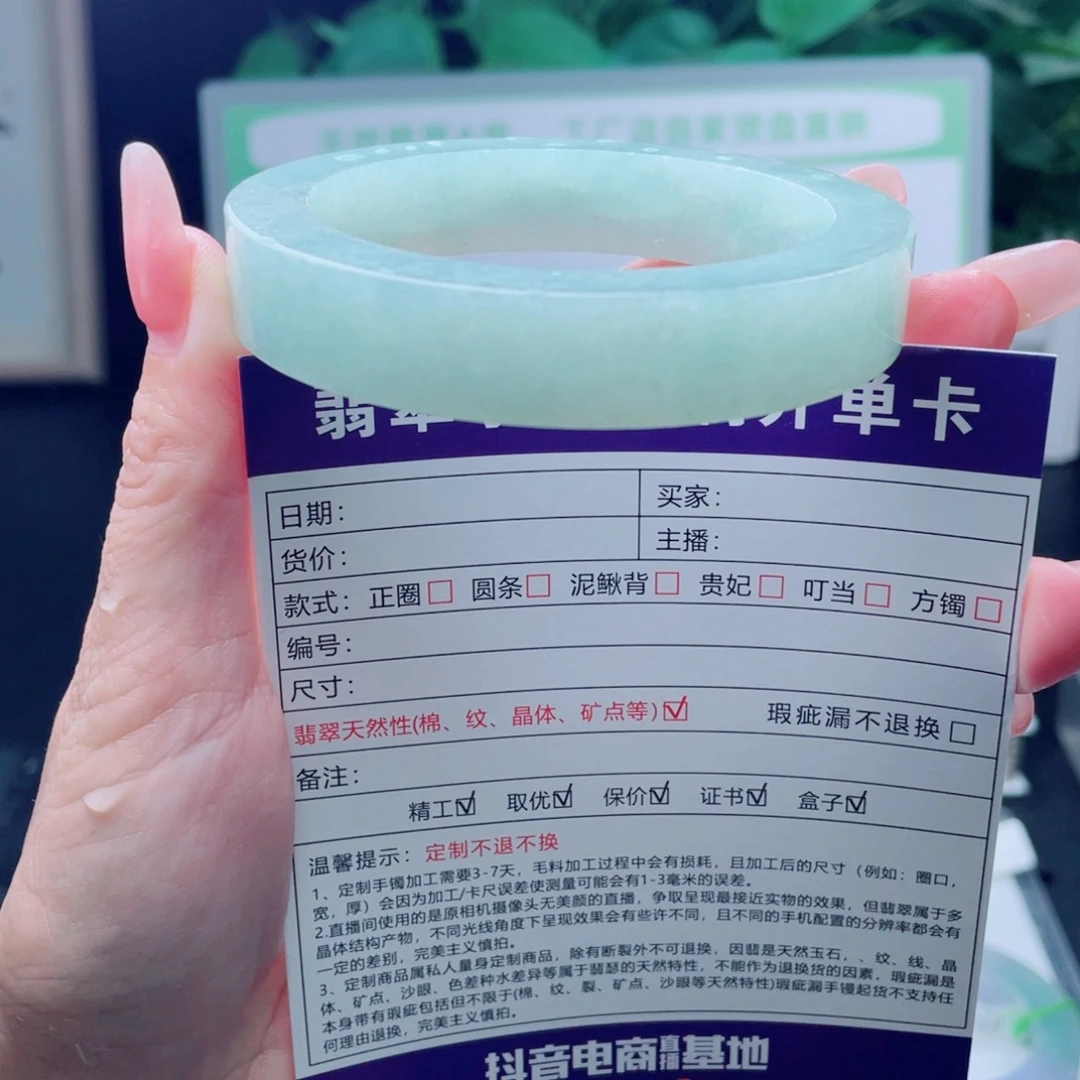 翡翠 开单卡
日期： 买家：
货价： 主播：
款式： 正圈□ 圆条□ 泥鳅背□ 贵妃□ 叮当□ 方镯□
编号：
尺寸：
翡翠天然性(棉、纹、晶体、矿点等)☑ 瑕疵漏不退换□
备注：
精工☑ 取优☑ 保价☑ 证书☑ 盒子☑
温馨提示：定制不退不换
1、定制手镯加工需要3-7天，毛料加工过程中会有损耗，且加工后的尺寸（例如：圈口，
宽，厚）会因为加工/卡尺误差使测量可能会有1-3毫米的误差。
2.直播间使用的是原相机摄像头无美颜的直播，争取呈现最接近实物的效果，但翡翠属于多
晶体结构产物，不同光线角度下呈现效果会有些许不同，且不同的手机配置的分辨率都会有
一定的差别，完美主义慎拍。
3、定制商品属私人量身定制商品，除有断裂外不可退换，因翡是天然玉石，、纹、线、晶
体、矿点、沙眼、色差种水差异等属于翡瑟的天然特性，不能作为退换货的因素，瑕疵漏是
本身带有瑕疵包括但不限于(棉、纹、裂、矿点、沙眼等天然特性)瑕疵漏手镘起货不支持任
何理由退换，完美主义慎拍。
抖音电商直播基地